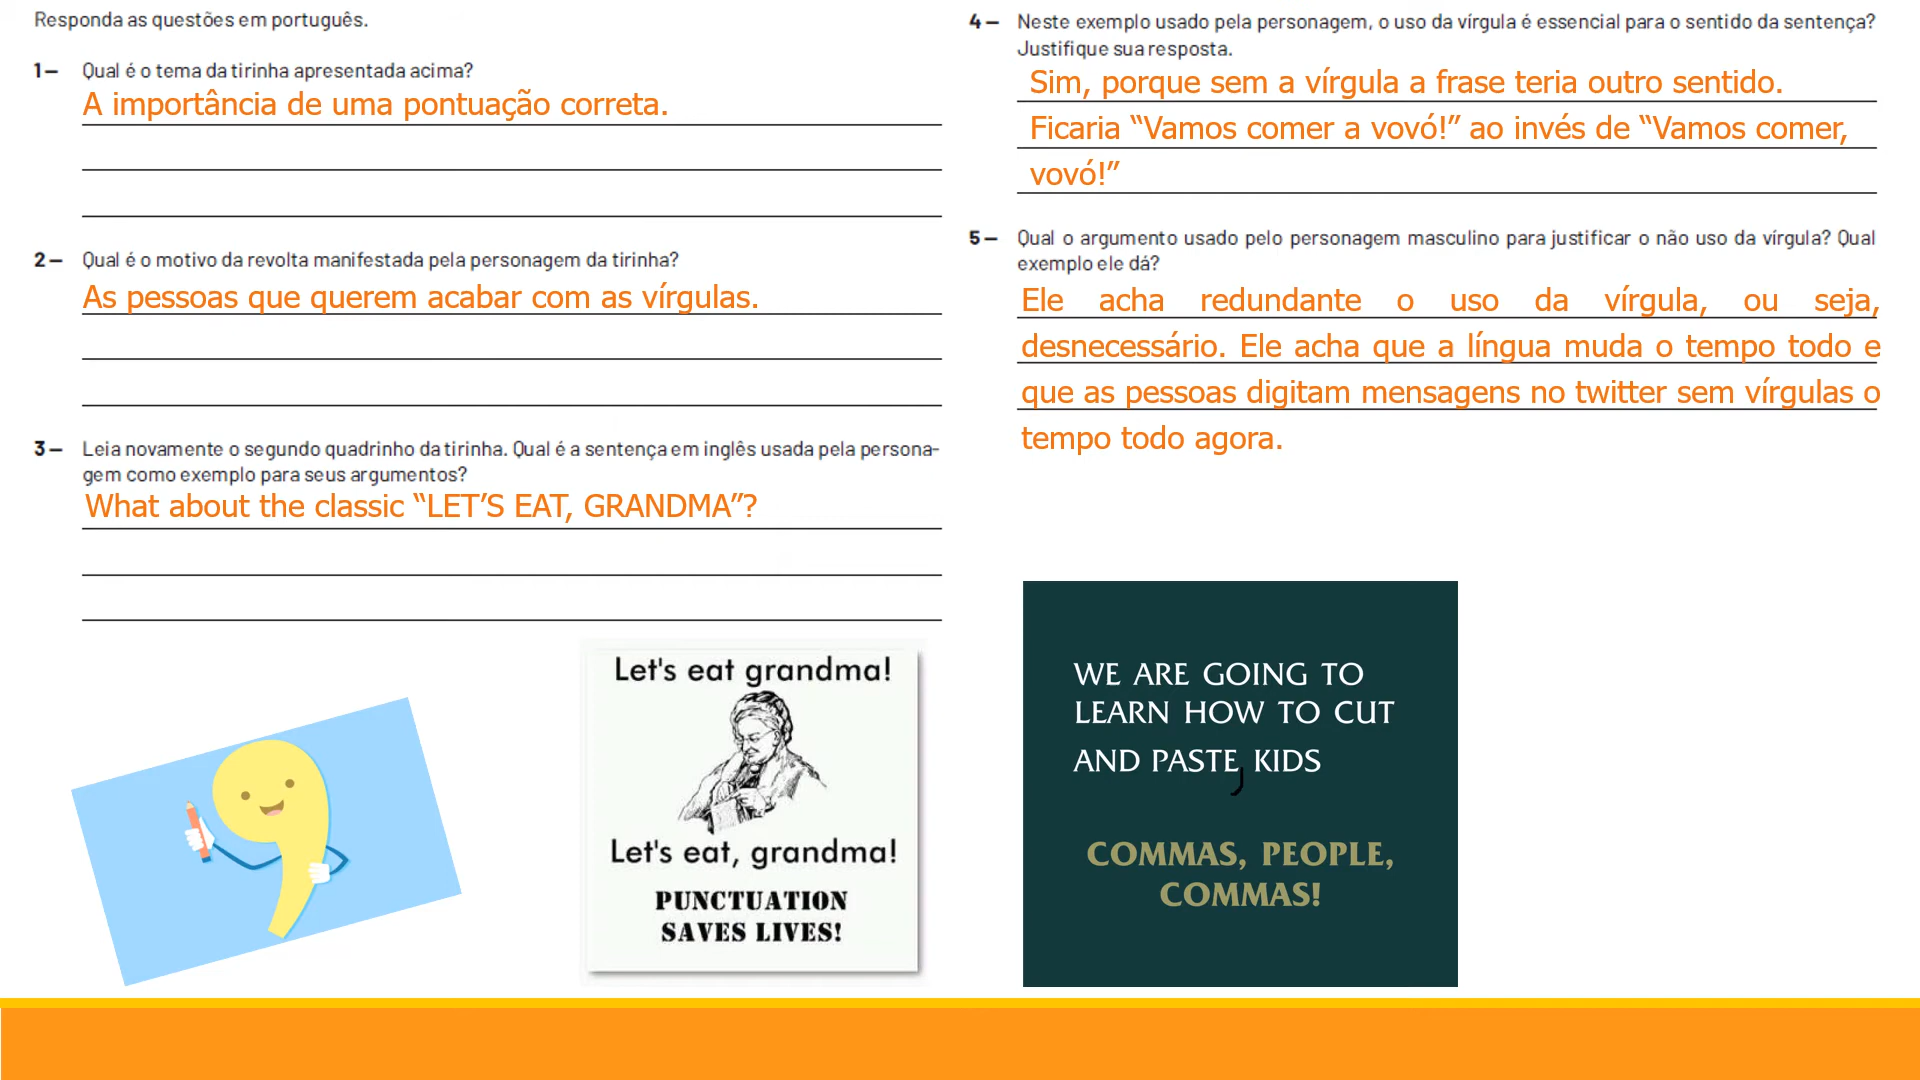 Responda as questões em português.
1 – Qual é o tema da tirinha apresentada acima?
A importância de uma pontuação correta.
2 – Qual é o motivo da revolta manifestada pela personagem da tirinha?
As pessoas que querem acabar com as vírgulas.
3 – Leia novamente o segundo quadrinho da tirinha. Qual é a sentença em inglês usada pela persona-
gem como exemplo para seus argumentos?
What about the classic “LET’S EAT, GRANDMA”?
Let's eat grandma!
Let's eat, grandma!
PUNCTUATION
SAVES LIVES!
4 – Neste exemplo usado pela personagem, o uso da vírgula é essencial para o sentido da sentença?
Justifique sua resposta.
Sim, porque sem a vírgula a frase teria outro sentido.
Ficaria “Vamos comer a vovó!” ao invés de “Vamos comer,
vovó!”
5 – Qual o argumento usado pelo personagem masculino para justificar o não uso da vírgula? Qual
exemplo ele dá?
Ele acha redundante o uso da vírgula, ou seja,
desnecessário. Ele acha que a língua muda o tempo todo e
que as pessoas digitam mensagens no twitter sem vírgulas o
tempo todo agora.
WE ARE GOING TO
LEARN HOW TO CUT
AND PASTE, KIDS
COMMAS, PEOPLE,
COMMAS!